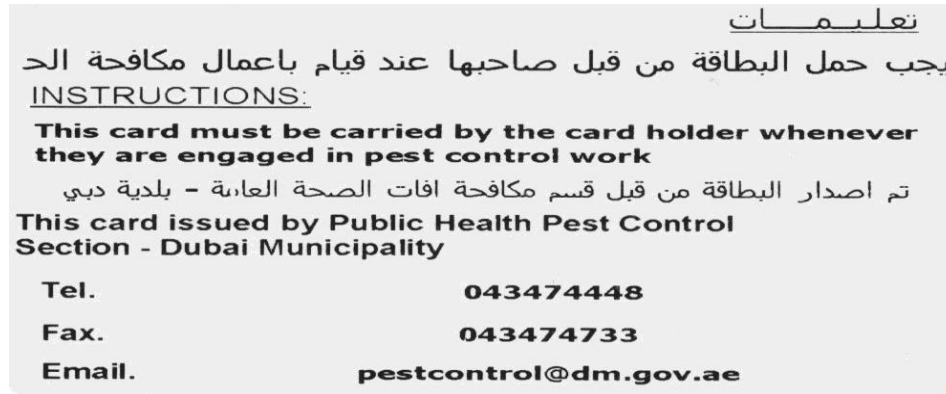 تعليـمـــات
يجب حمل البطاقة من قبل صاحبها عند قيام باعمال مكافحة الحـ
INSTRUCTIONS:
This card must be carried by the card holder whenever
they are engaged in pest control work
تم اصدار البطاقة من قبل قسم مكافحة افات الصحة العامة - بلدية دبي
This card issued by Public Health Pest Control
Section - Dubai Municipality
Tel. 043474448
Fax. 043474733
Email. pestcontrol@dm.gov.ae